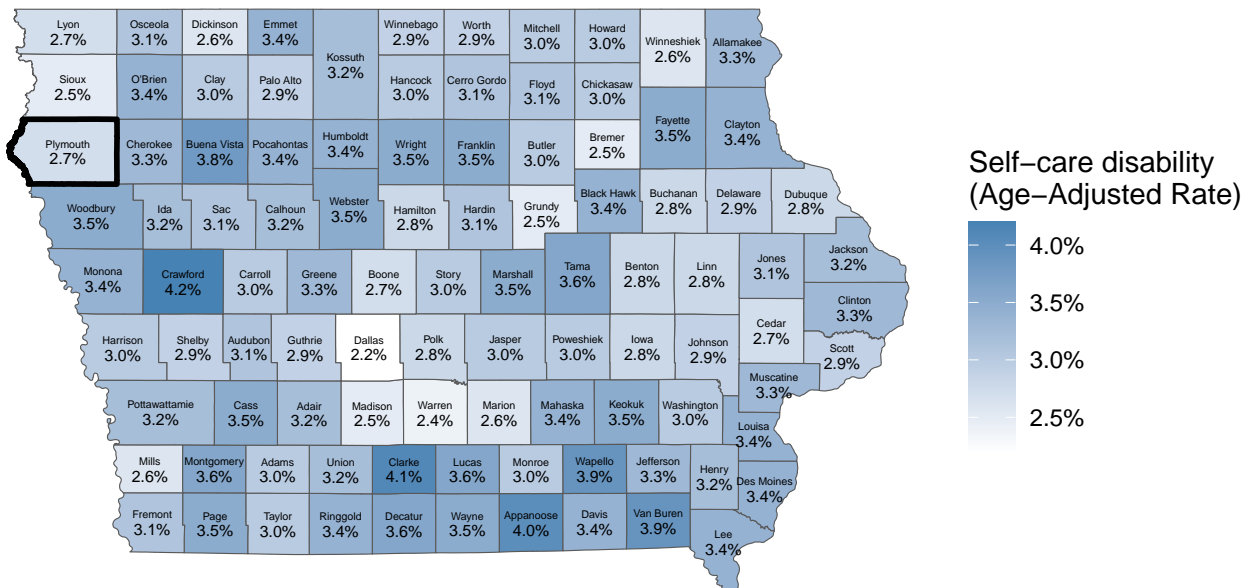 Lyon
2.7%
Osceola
3.1%
Dickinson
2.6%
Emmet
3.4%
Kossuth
3.2%
Winnebago
2.9%
Worth
2.9%
Mitchell
3.0%
Howard
3.0%
Winneshiek
2.6%
Allamakee
3.3%
Sioux
2.5%
O'Brien
3.4%
Clay
3.0%
Palo Alto
2.9%
Hancock
3.0%
Cerro Gordo
3.1%
Floyd
3.1%
Chickasaw
3.0%
Fayette
3.5%
Clayton
3.4%
Plymouth
2.7%
Cherokee
3.3%
Buena Vista
3.8%
Pocahontas
3.4%
Humboldt
3.4%
Wright
3.5%
Franklin
3.5%
Butler
3.0%
Bremer
2.5%
Woodbury
3.5%
Ida
3.2%
Sac
3.1%
Calhoun
3.2%
Webster
3.5%
Hamilton
2.8%
Hardin
3.1%
Grundy
2.5%
Black Hawk
3.4%
Buchanan
2.8%
Delaware
2.9%
Dubuque
2.8%
Monona
3.4%
Crawford
4.2%
Carroll
3.0%
Greene
3.3%
Boone
2.7%
Story
3.0%
Marshall
3.5%
Tama
3.6%
Benton
2.8%
Linn
2.8%
Jones
3.1%
Jackson
3.2%
Clinton
3.3%
Harrison
3.0%
Shelby
2.9%
Audubon
3.1%
Guthrie
2.9%
Dallas
2.2%
Polk
2.8%
Jasper
3.0%
Poweshiek
3.0%
Iowa
2.8%
Johnson
2.9%
Cedar
2.7%
Scott
2.9%
Muscatine
3.3%
Pottawattamie
3.2%
Cass
3.5%
Adair
3.2%
Madison
2.5%
Warren
2.4%
Marion
2.6%
Mahaska
3.4%
Keokuk
3.5%
Washington
3.0%
Louisa
3.4%
Mills
2.6%
Montgomery
3.6%
Adams
3.0%
Union
3.2%
Clarke
4.1%
Lucas
3.6%
Monroe
3.0%
Wapello
3.9%
Jefferson
3.3%
Henry
3.2%
Des Moines
3.4%
Fremont
3.1%
Page
3.5%
Taylor
3.0%
Ringgold
3.4%
Decatur
3.6%
Wayne
3.5%
Appanoose
4.0%
Davis
3.4%
Van Buren
3.9%
Lee
3.4%
Self−care disability
(Age−Adjusted Rate)
4.0%
3.5%
3.0%
2.5%